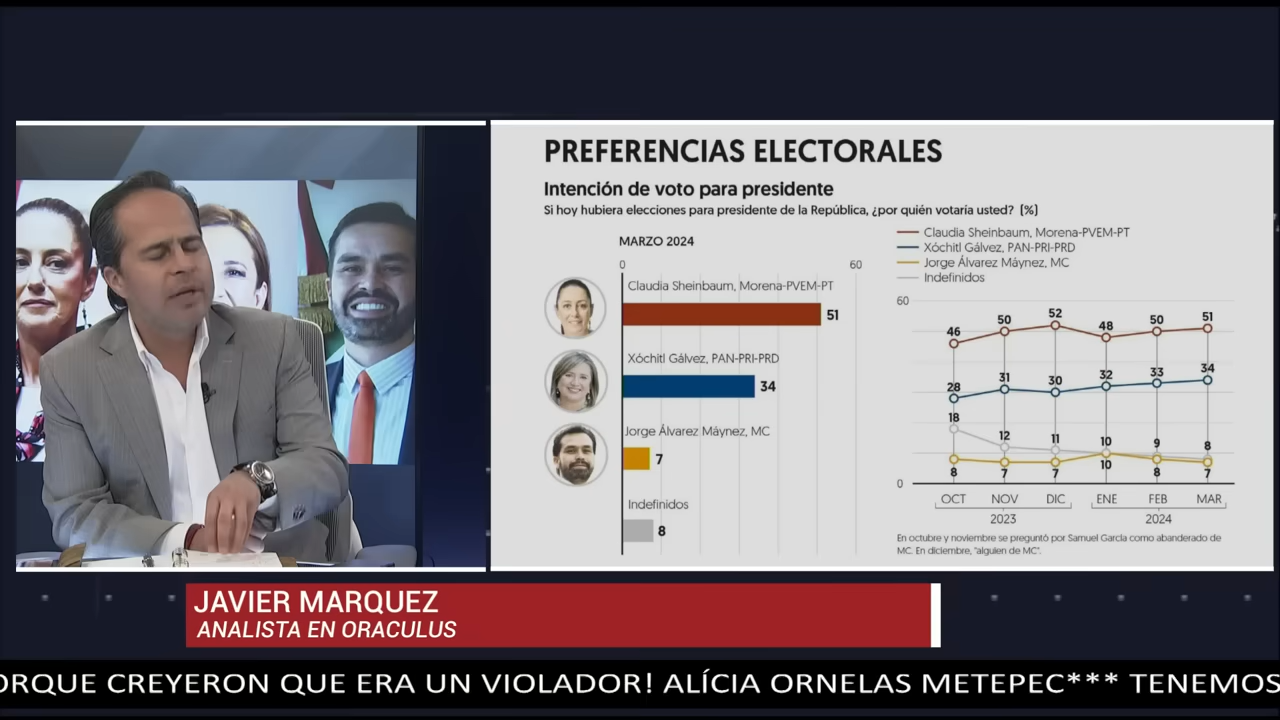 PREFERENCIAS ELECTORALES
Intención de voto para presidente
Si hoy hubiera elecciones para presidente de la República, ¿por quién votaría usted? (%)
MARZO 2024
0 60
Claudia Sheinbaum, Morena-PVEM-PT
51
Xóchitl Gálvez, PAN-PRI-PRD
34
Jorge Álvarez Máynez, MC
7
Indefinidos
8
Claudia Sheinbaum, Morena-PVEM-PT
Xóchitl Gálvez, PAN-PRI-PRD
Jorge Álvarez Máynez, MC
Indefinidos
60
46 50 52 48 50 51
28 31 30 32 33 34
18 12 11 10 9 8
8 7 7 10 8 7
0
OCT NOV DIC ENE FEB MAR
2023 2024
En octubre y noviembre se preguntó por Samuel García como abanderado de
MC. En diciembre, "alguien de MC".
JAVIER MARQUEZ
ANALISTA EN ORACULUS
ORQUE CREYERON QUE ERA UN VIOLADOR! ALÍCIA ORNELAS METEPEC*** TENEMOS